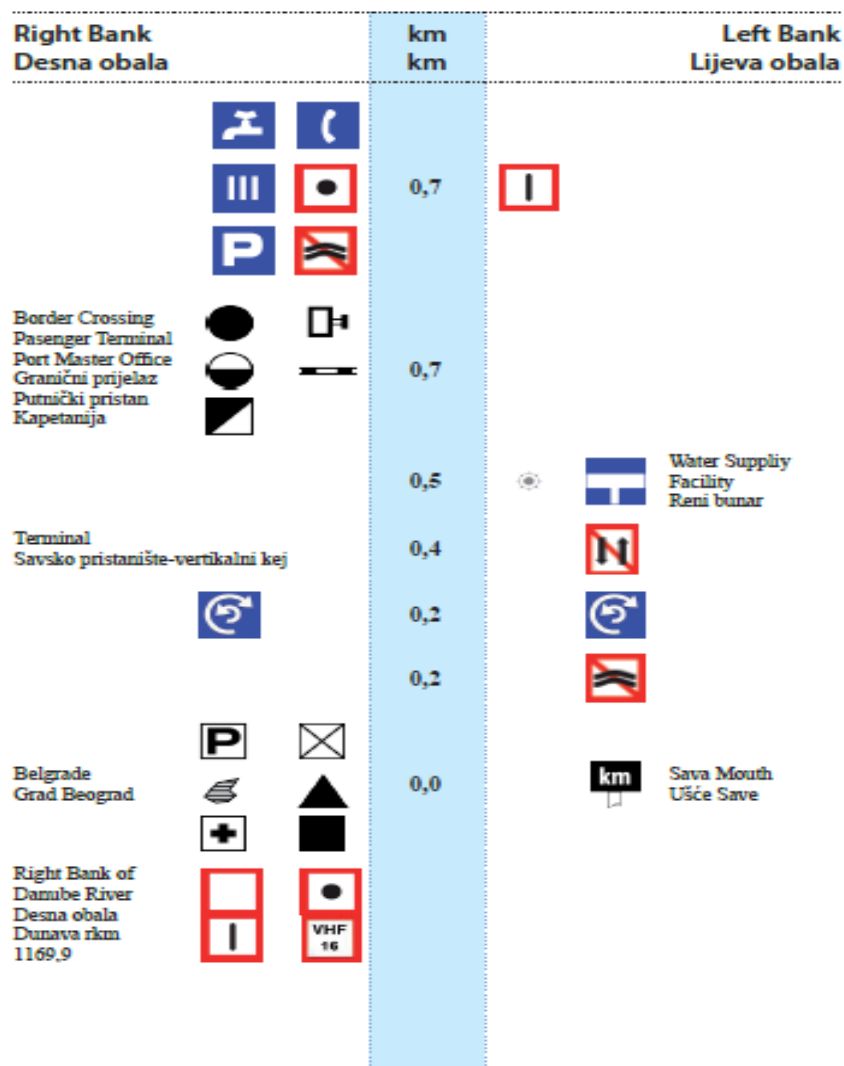 Right Bank km Left Bank
Desna obala km Lijeva obala
0,7
P
Border Crossing
Pasenger Terminal
Port Master Office
Granični prijelaz
Putnički pristan
Kapetanija
0,7
0,5
Water Suppliy
Facility
Reni bunar
Terminal
Savsko pristanište-vertikalni kej
0,4
0,2
0,2
P
Belgrade
Grad Beograd
0,0
km
Sava Mouth
Ušće Save
Right Bank of
Danube River
Desna obala
Dunava rkm
1169,9
VHF
16